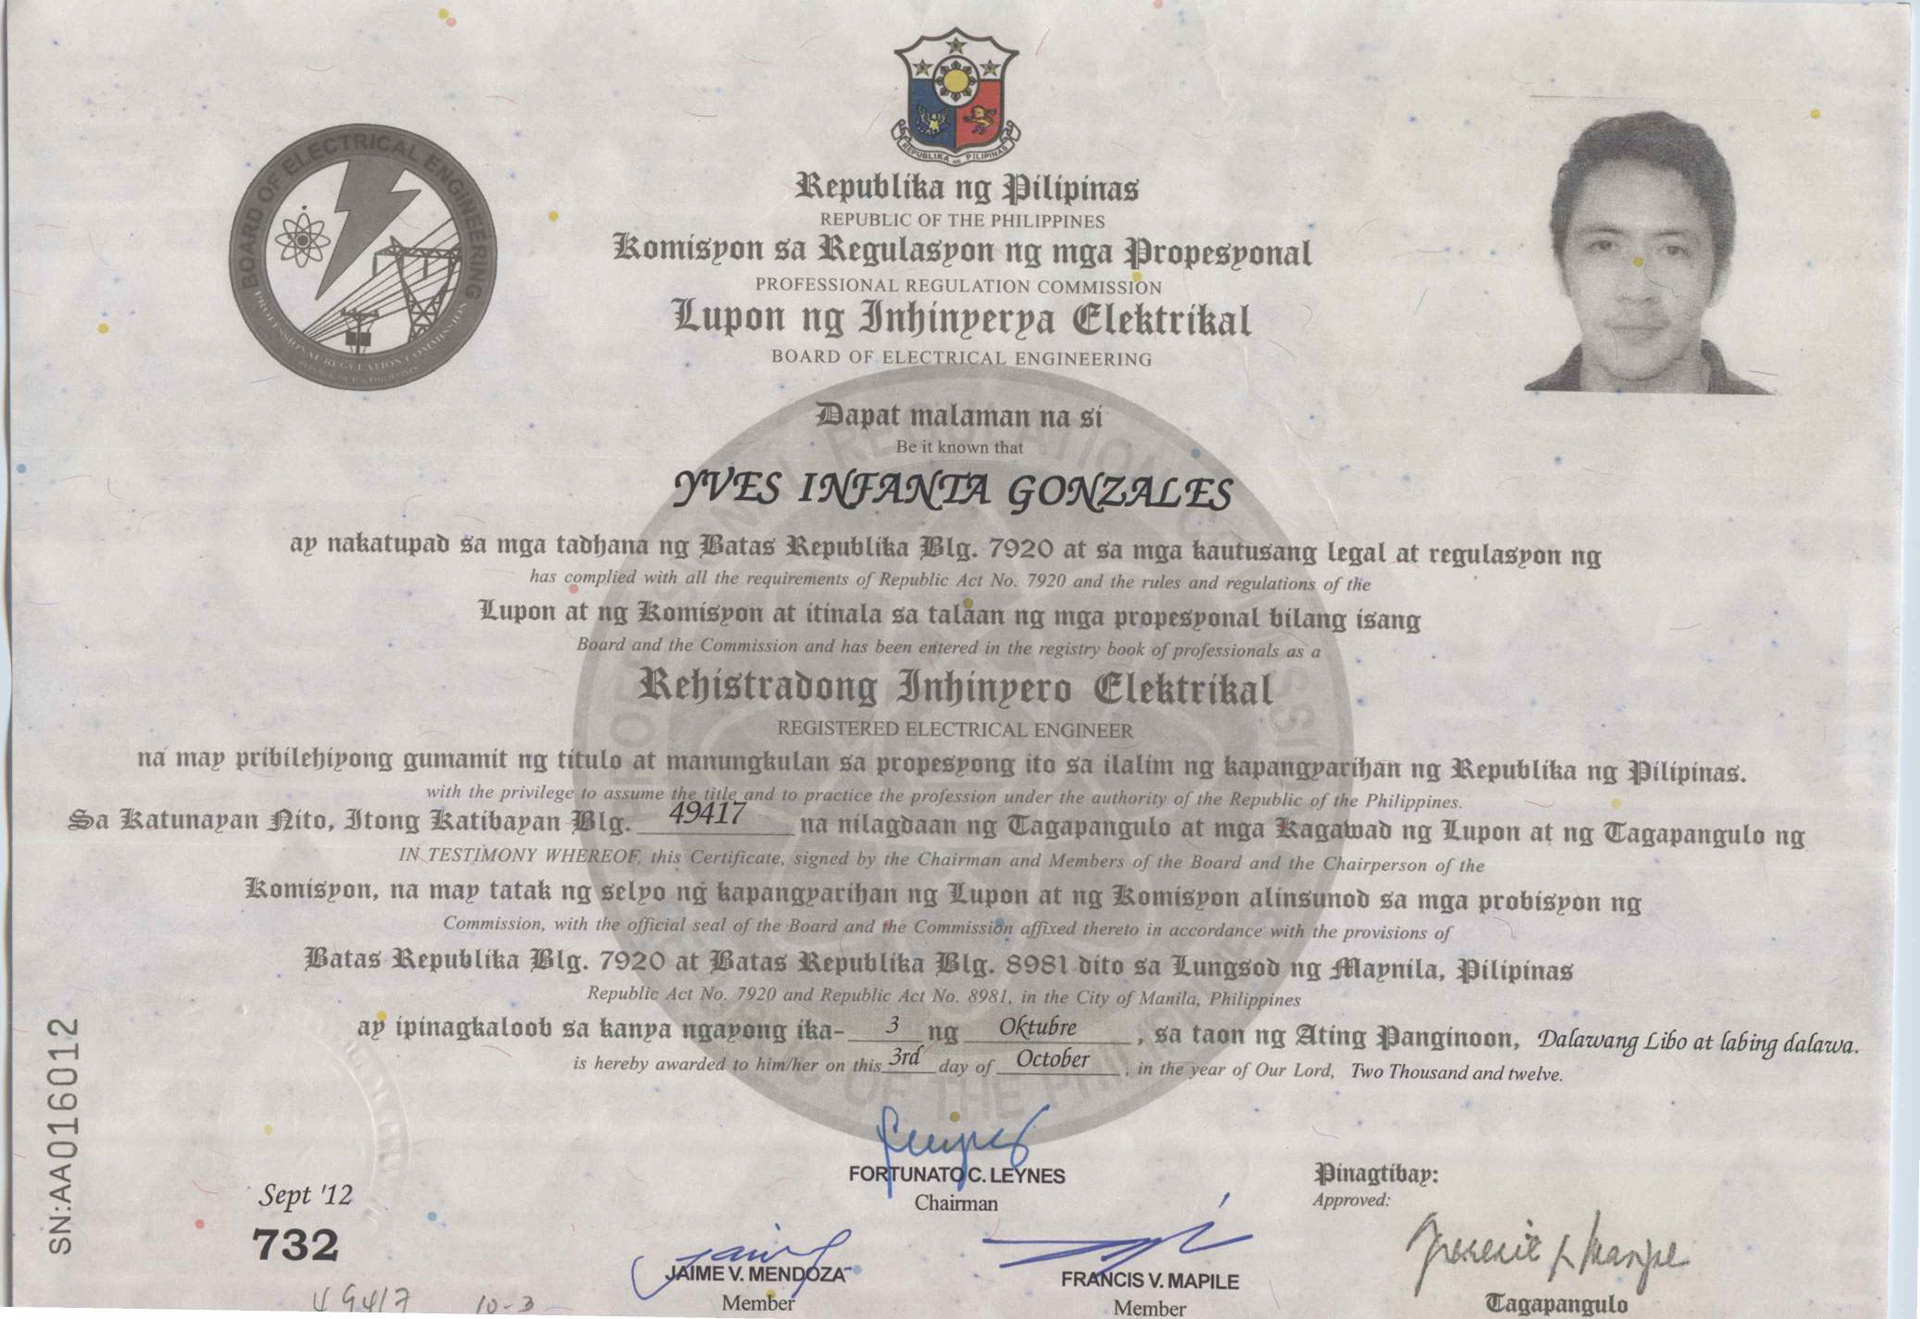 REPUBLIKA NG PILIPINAS
BOARD OF ELECTRICAL ENGINEERING
PROFESSIONAL REGULATION COMMISSION
Republika ng Pilipinas
REPUBLIC OF THE PHILIPPINES
Komisyon sa Regulasyon ng mga Propesyonal
PROFESSIONAL REGULATION COMMISSION
Lupon ng Inhinyerya Elektrikal
BOARD OF ELECTRICAL ENGINEERING
Dapat malaman na si
Be it known that
YVES INFANTA GONZALES
ay nakatupad sa mga tadhana ng Batas Republika Blg. 7920 at sa mga kautusang legal at regulasyon ng
has complied with all the requirements of Republic Act No. 7920 and the rules and regulations of the
Lupon at ng Komisyon at itinala sa talaan ng mga propesyonal bilang isang
Board and the Commission and has been entered in the registry book of professionals as a
Rehistradong Inhinyero Elektrikal
REGISTERED ELECTRICAL ENGINEER
na may pribilehiyong gumamit ng titulo at manungkulan sa propesyong ito sa ilalim ng kapangyarihan ng Republika ng Pilipinas.
with the privilege to assume the title and to practice the profession under the authority of the Republic of the Philippines.
Sa Katunayan Nito, Itong Katibayan Blg. 49417 na nilagdaan ng Tagapangulo at mga Kagawad ng Lupon at ng Tagapangulo ng
IN TESTIMONY WHEREOF, this Certificate, signed by the Chairman and Members of the Board and the Chairperson of the
Komisyon, na may tatak ng selyo ng kapangyarihan ng Lupon at ng Komisyon alinsunod sa mga probisyon ng
Commission, with the official seal of the Board and the Commission affixed thereto in accordance with the provisions of
Batas Republika Blg. 7920 at Batas Republika Blg. 8981 dito sa Lungsod ng Maynila, Pilipinas
Republic Act No. 7920 and Republic Act No. 8981, in the City of Manila, Philippines
ay ipinagkaloob sa kanya ngayong ika- 3 ng Oktubre, sa taon ng Ating Panginoon, Dalawang Libo at labing dalawa.
is hereby awarded to him/her on this 3rd day of October, in the year of Our Lord, Two Thousand and twelve.
SN:AA016012
Sept '12
732
49417 10-3
FORTUNATO C. LEYNES
Chairman
JAIME V. MENDOZA
Member
FRANCIS V. MAPILE
Member
Pinagtibay:
Approved:
Tagapangulo